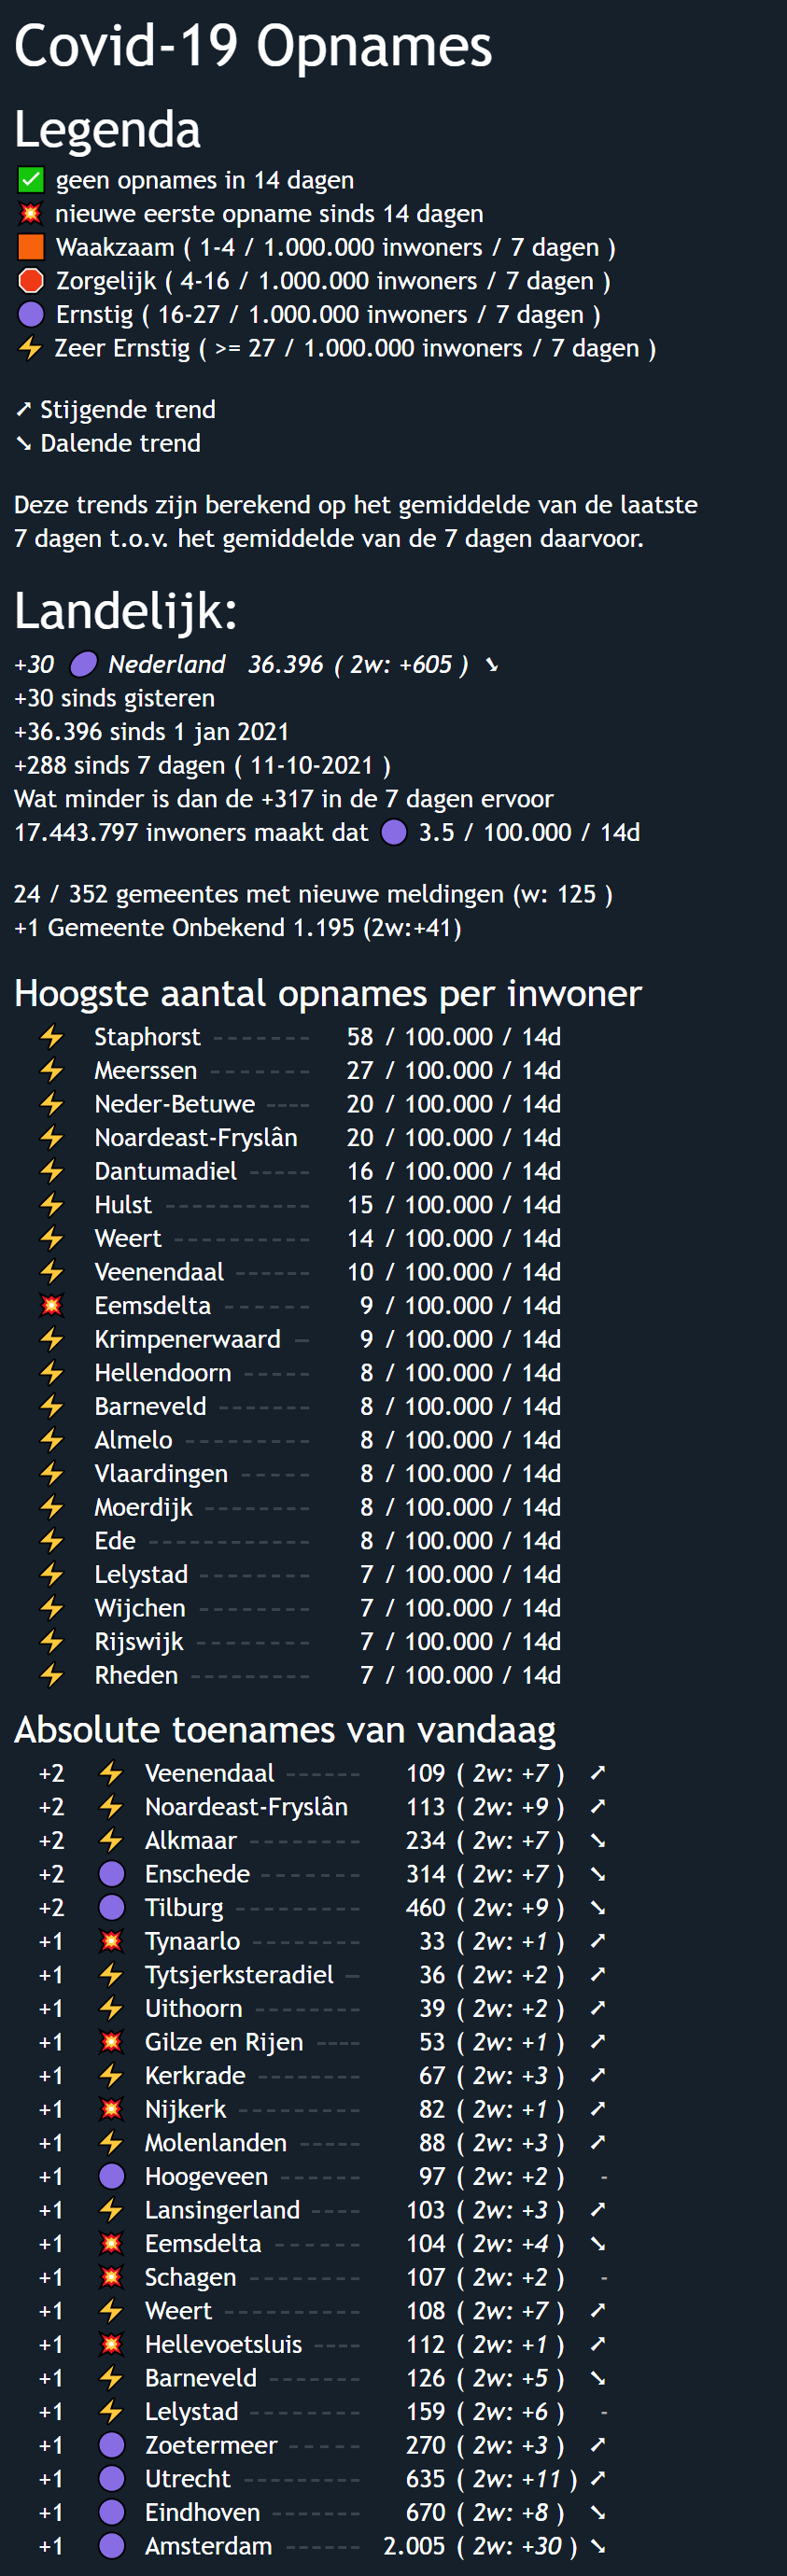 Covid-19 Opnames
Legenda
✅ geen opnames in 14 dagen
💥 nieuwe eerste opname sinds 14 dagen
🟧 Waakzaam ( 1-4 / 1.000.000 inwoners / 7 dagen )
🛑 Zorgelijk ( 4-16 / 1.000.000 inwoners / 7 dagen )
🟣 Ernstig ( 16-27 / 1.000.000 inwoners / 7 dagen )
⚡ Zeer Ernstig ( >= 27 / 1.000.000 inwoners / 7 dagen )
➚ Stijgende trend
➘ Dalende trend
Deze trends zijn berekend op het gemiddelde van de laatste
7 dagen t.o.v. het gemiddelde van de 7 dagen daarvoor.
Landelijk:
+30 🟣 Nederland 36.396 ( 2w: +605 ) ➘
+30 sinds gisteren
+36.396 sinds 1 jan 2021
+288 sinds 7 dagen ( 11-10-2021 )
Wat minder is dan de +317 in de 7 dagen ervoor
17.443.797 inwoners maakt dat 🟣 3.5 / 100.000 / 14d
24 / 352 gemeentes met nieuwe meldingen (w: 125 )
+1 Gemeente Onbekend 1.195 (2w:+41)
Hoogste aantal opnames per inwoner
⚡ Staphorst -------- 58 / 100.000 / 14d
⚡ Meerssen -------- 27 / 100.000 / 14d
⚡ Neder-Betuwe ---- 20 / 100.000 / 14d
⚡ Noardeast-Fryslân 20 / 100.000 / 14d
⚡ Dantumadiel ----- 16 / 100.000 / 14d
⚡ Hulst ----------- 15 / 100.000 / 14d
⚡ Weert ----------- 14 / 100.000 / 14d
⚡ Veenendaal ------ 10 / 100.000 / 14d
💥 Eemsdelta ------- 9 / 100.000 / 14d
⚡ Krimpenerwaard - 9 / 100.000 / 14d
⚡ Hellendoorn ----- 8 / 100.000 / 14d
⚡ Barneveld ------- 8 / 100.000 / 14d
⚡ Almelo ---------- 8 / 100.000 / 14d
⚡ Vlaardingen ----- 8 / 100.000 / 14d
⚡ Moerdijk -------- 8 / 100.000 / 14d
⚡ Ede ------------ 8 / 100.000 / 14d
⚡ Lelystad -------- 7 / 100.000 / 14d
⚡ Wijchen -------- 7 / 100.000 / 14d
⚡ Rijswijk --------- 7 / 100.000 / 14d
⚡ Rheden --------- 7 / 100.000 / 14d
Absolute toenames van vandaag
+2 ⚡ Veenendaal ------ 109 ( 2w: +7 ) ➚
+2 ⚡ Noardeast-Fryslân 113 ( 2w: +9 ) ➚
+2 ⚡ Alkmaar --------- 234 ( 2w: +7 ) ➘
+2 🟣 Enschede -------- 314 ( 2w: +7 ) ➘
+2 🟣 Tilburg ---------- 460 ( 2w: +9 ) ➘
+1 💥 Tynaarlo --------- 33 ( 2w: +1 ) ➚
+1 ⚡ Tytsjerksteradiel - 36 ( 2w: +2 ) ➚
+1 ⚡ Uithoorn -------- 39 ( 2w: +2 ) ➚
+1 💥 Gilze en Rijen ---- 53 ( 2w: +1 ) ➚
+1 ⚡ Kerkrade -------- 67 ( 2w: +3 ) ➚
+1 💥 Nijkerk ---------- 82 ( 2w: +1 ) ➚
+1 ⚡ Molenlanden ----- 88 ( 2w: +3 ) ➚
+1 🟣 Hoogeveen ------ 97 ( 2w: +2 ) -
+1 ⚡ Lansingerland ---- 103 ( 2w: +3 ) ➚
+1 💥 Eemsdelta ------- 104 ( 2w: +4 ) ➘
+1 💥 Schagen --------- 107 ( 2w: +2 ) -
+1 ⚡ Weert ----------- 108 ( 2w: +7 ) ➚
+1 💥 Hellevoetsluis ---- 112 ( 2w: +1 ) ➚
+1 ⚡ Barneveld ------- 126 ( 2w: +5 ) ➘
+1 ⚡ Lelystad --------- 159 ( 2w: +6 ) -
+1 🟣 Zoetermeer ------ 270 ( 2w: +3 ) ➚
+1 🟣 Utrecht --------- 635 ( 2w: +11 ) ➚
+1 🟣 Eindhoven ------- 670 ( 2w: +8 ) ➘
+1 🟣 Amsterdam ------ 2.005 ( 2w: +30 ) ➘